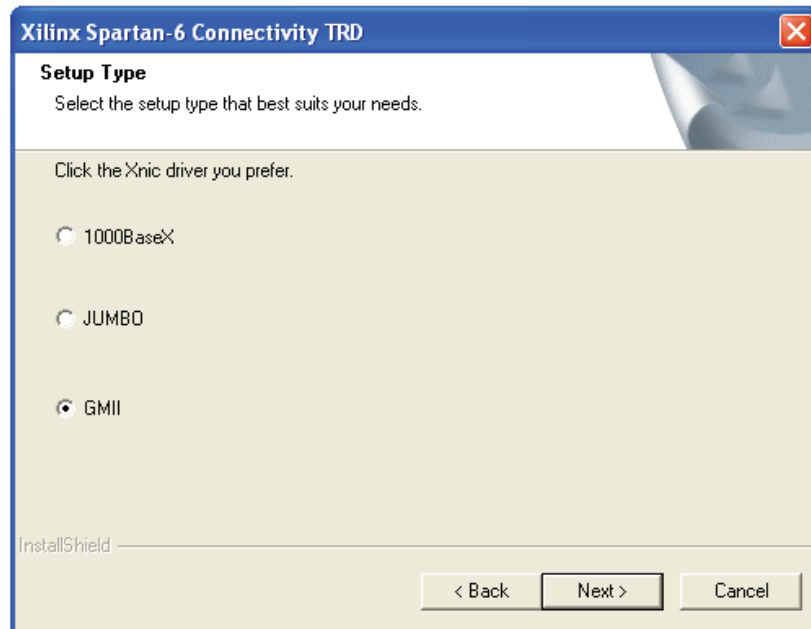 Xilinx Spartan-6 Connectivity TRD
Setup Type
Select the setup type that best suits your needs.
Click the Xnic driver you prefer.
1000BaseX
JUMBO
GMII
InstallShield
< Back Next > Cancel